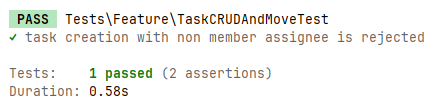 PASS Tests\Feature\TaskCRUDAndMoveTest
✓ task creation with non member assignee is rejected
Tests: 1 passed (2 assertions)
Duration: 0.58s